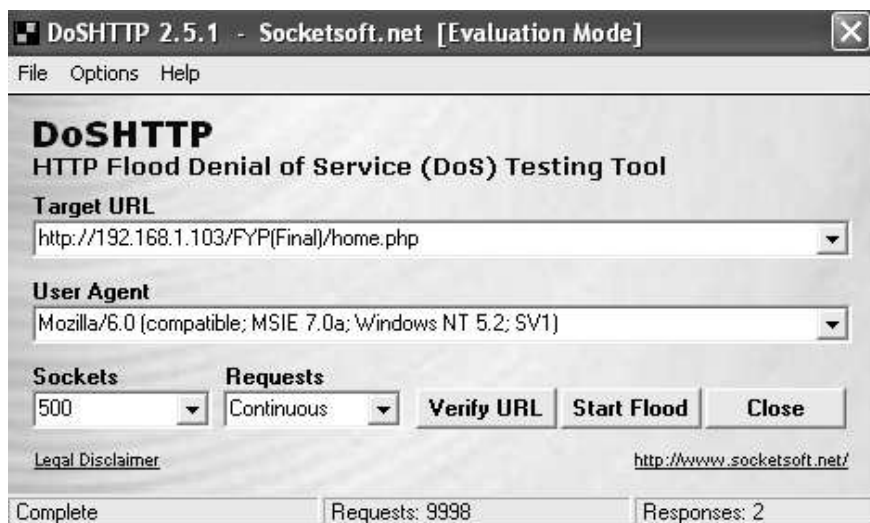 DoSHTTP 2.5.1 - Socketsoft.net [Evaluation Mode]
File Options Help
DoSHTTP
HTTP Flood Denial of Service (DoS) Testing Tool
Target URL
http://192.168.1.103/FYP(Final)/home.php
User Agent
Mozilla/6.0 (compatible; MSIE 7.0a; Windows NT 5.2; SV1)
Sockets Requests
500 Continuous Verify URL Start Flood Close
Legal Disclaimer http://www.socketsoft.net/
Complete Requests: 9998 Responses: 2